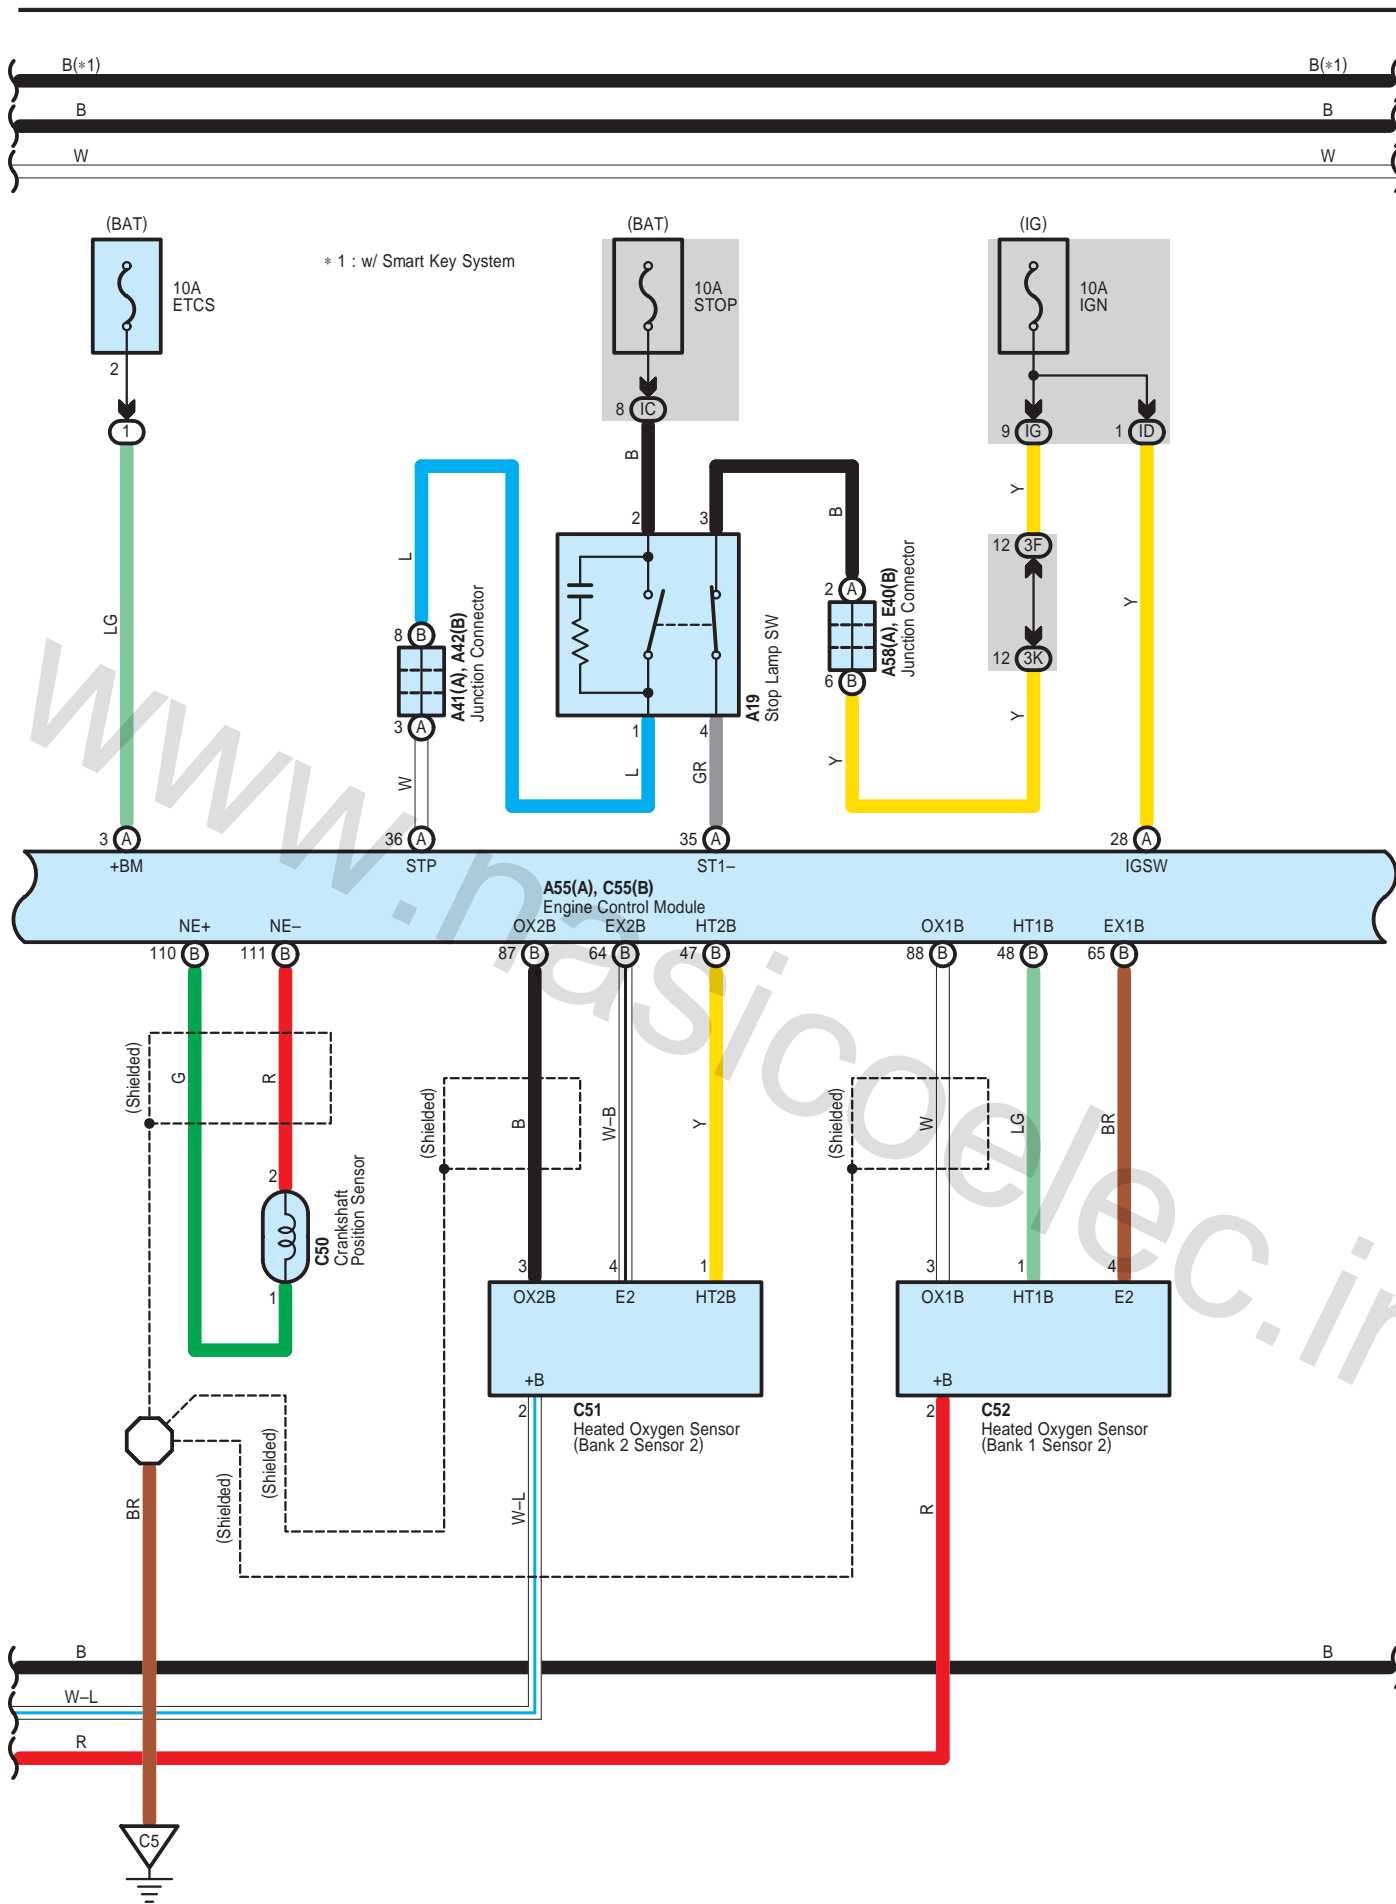 B(*1) B(*1)
B B
W W
(BAT) (BAT) (IG)
* 1 : w/ Smart Key System
10A
ETCS
10A
STOP
10A
IGN
2
1
8 IC
9 IG 1 ID
B
Y
2 3
B
L
12 3F
Y
LG
8 B
A41(A), A42(B)
Junction Connector
3 A
W
A19
Stop Lamp SW
1 4
L
GR
2 A
A58(A), E40(B)
Junction Connector
6 B
Y
12 3K
Y
3 A 36 A 35 A 28 A
+BM STP ST1– IGSW
A55(A), C55(B)
Engine Control Module
NE+ NE– OX2B EX2B HT2B OX1B HT1B EX1B
110 B 111 B 87 B 64 B 47 B 88 B 48 B 65 B
(Shielded)
G
R
(Shielded)
B
W–B
Y
(Shielded)
W
LG
BR
2
C50
Crankshaft
Position Sensor
1
3 4 1 3 1 4
OX2B E2 HT2B OX1B HT1B E2
+B +B
2 C51
Heated Oxygen Sensor
(Bank 2 Sensor 2)
2 C52
Heated Oxygen Sensor
(Bank 1 Sensor 2)
BR
(Shielded)
(Shielded)
W–L
R
B B
W–L
R
C5
www.nasicoelec.ir